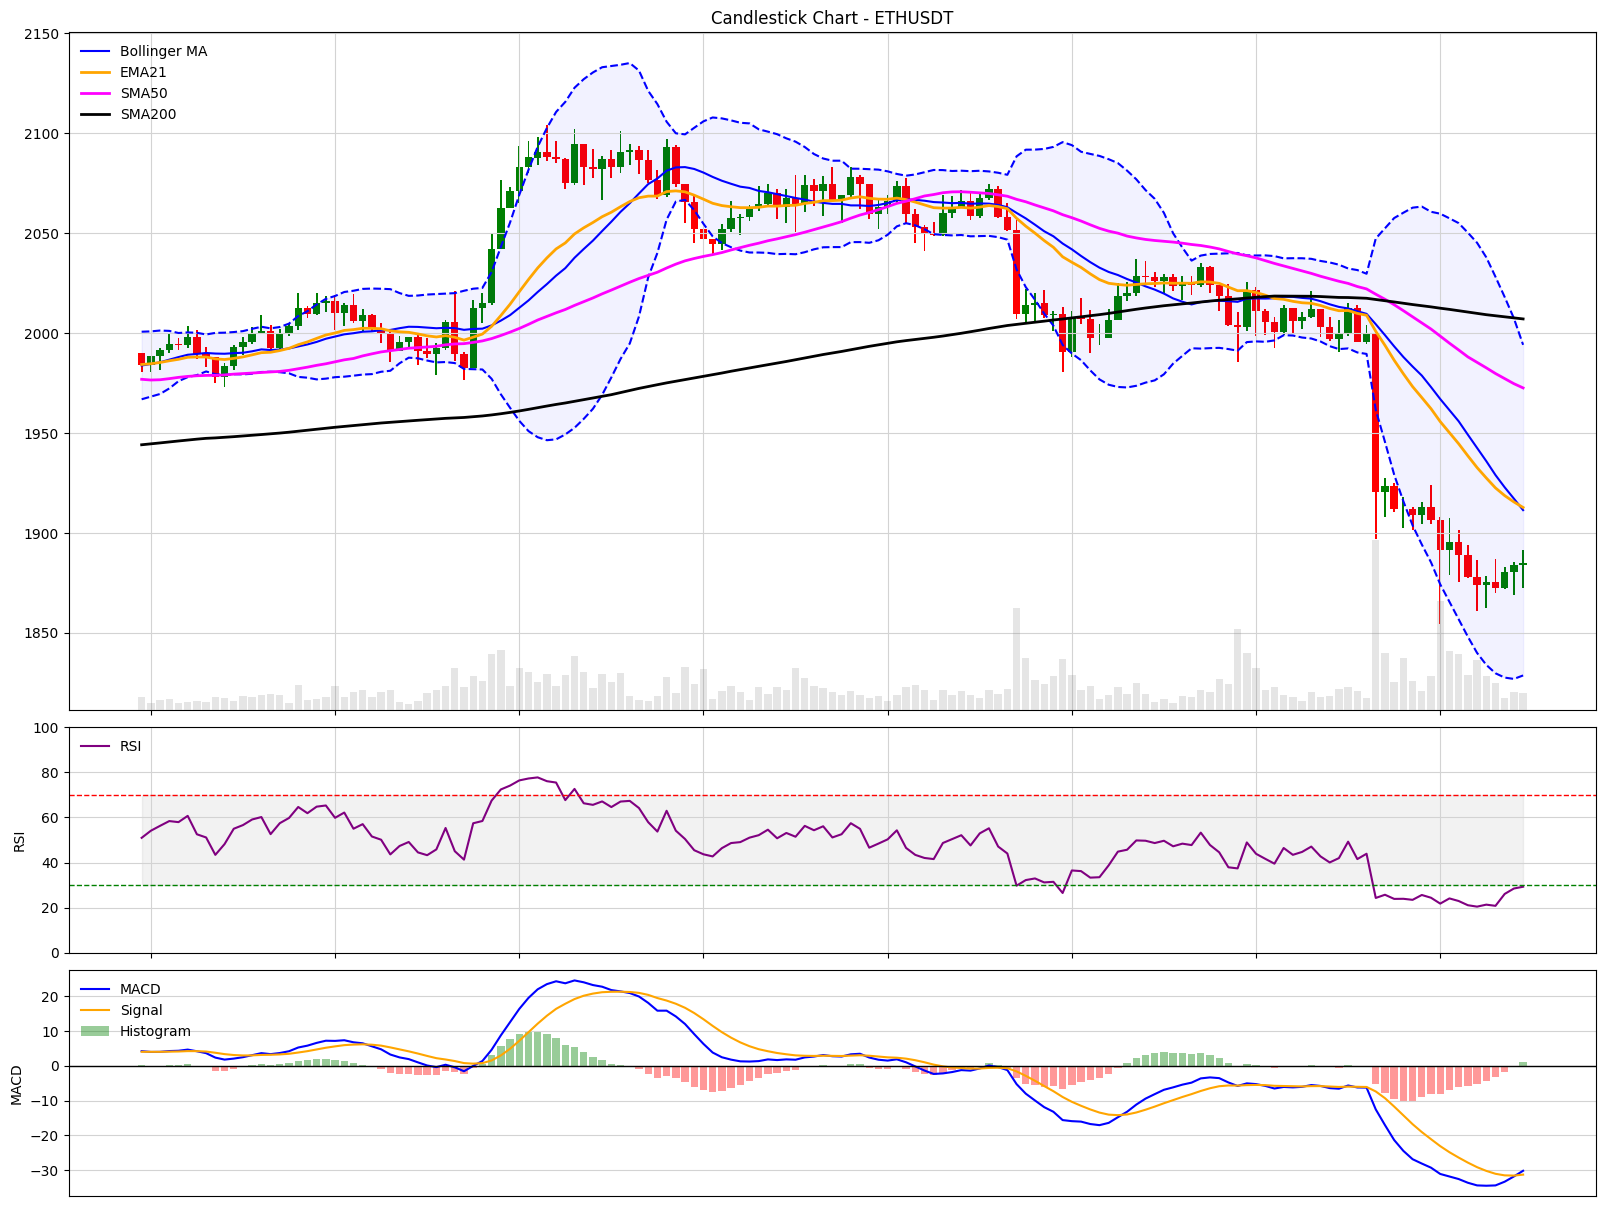 Candlestick Chart - ETHUSDT
2150
2100
2050
2000
1950
1900
1850
Bollinger MA
EMA21
SMA50
SMA200
RSI
100
80
60
40
20
0
RSI
MACD
20
10
0
−10
−20
−30
MACD
Signal
Histogram